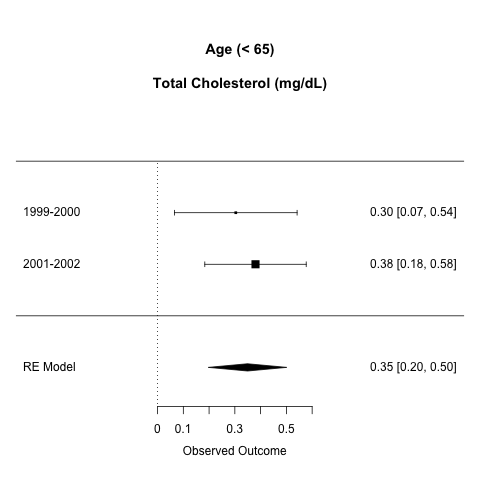 Age (< 65)
Total Cholesterol (mg/dL)
1999-2000 0.30 [0.07, 0.54]
2001-2002 0.38 [0.18, 0.58]
RE Model 0.35 [0.20, 0.50]
0 0.1 0.3 0.5
Observed Outcome